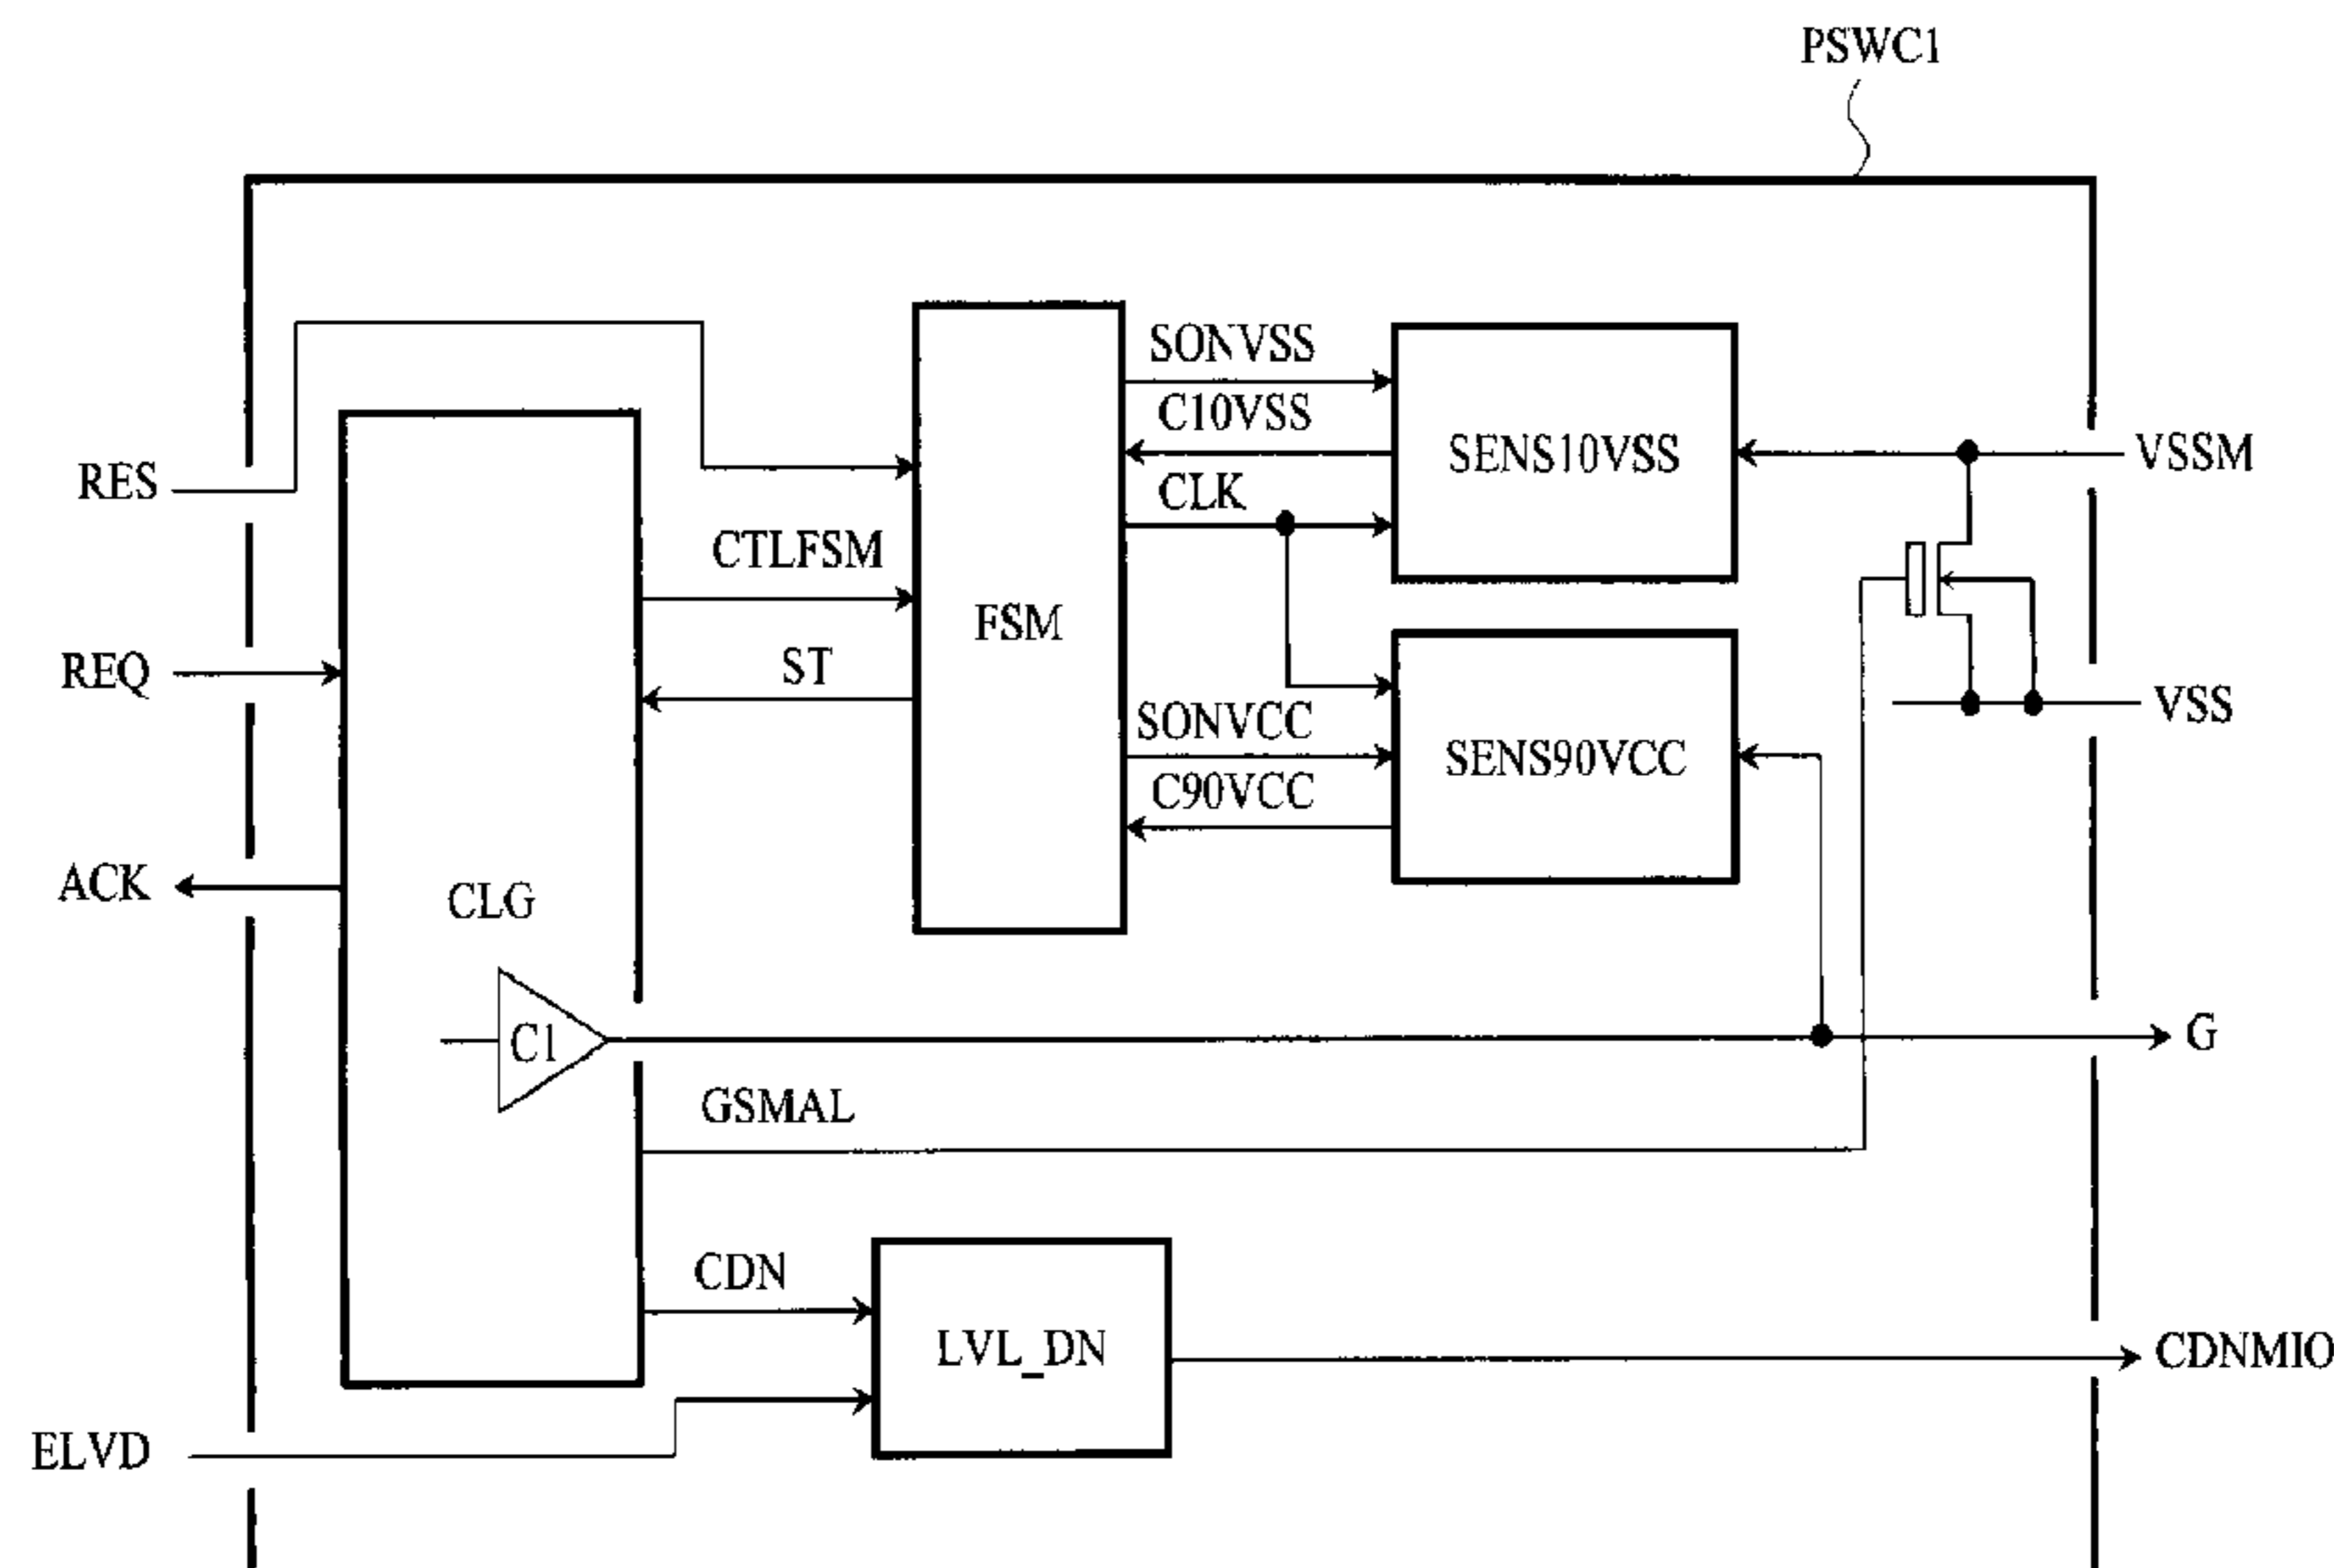 PSWC1
SONVSS
C10VSS
SENS10VSS
VSSM
RES
CLK
CTLFSM
FSM
REQ
ST
VSS
SONVCC
SENS90VCC
C90VCC
ACK
CLG
C1
G
GSMAL
CDN
LVL_DN
CDNMIO
ELVD